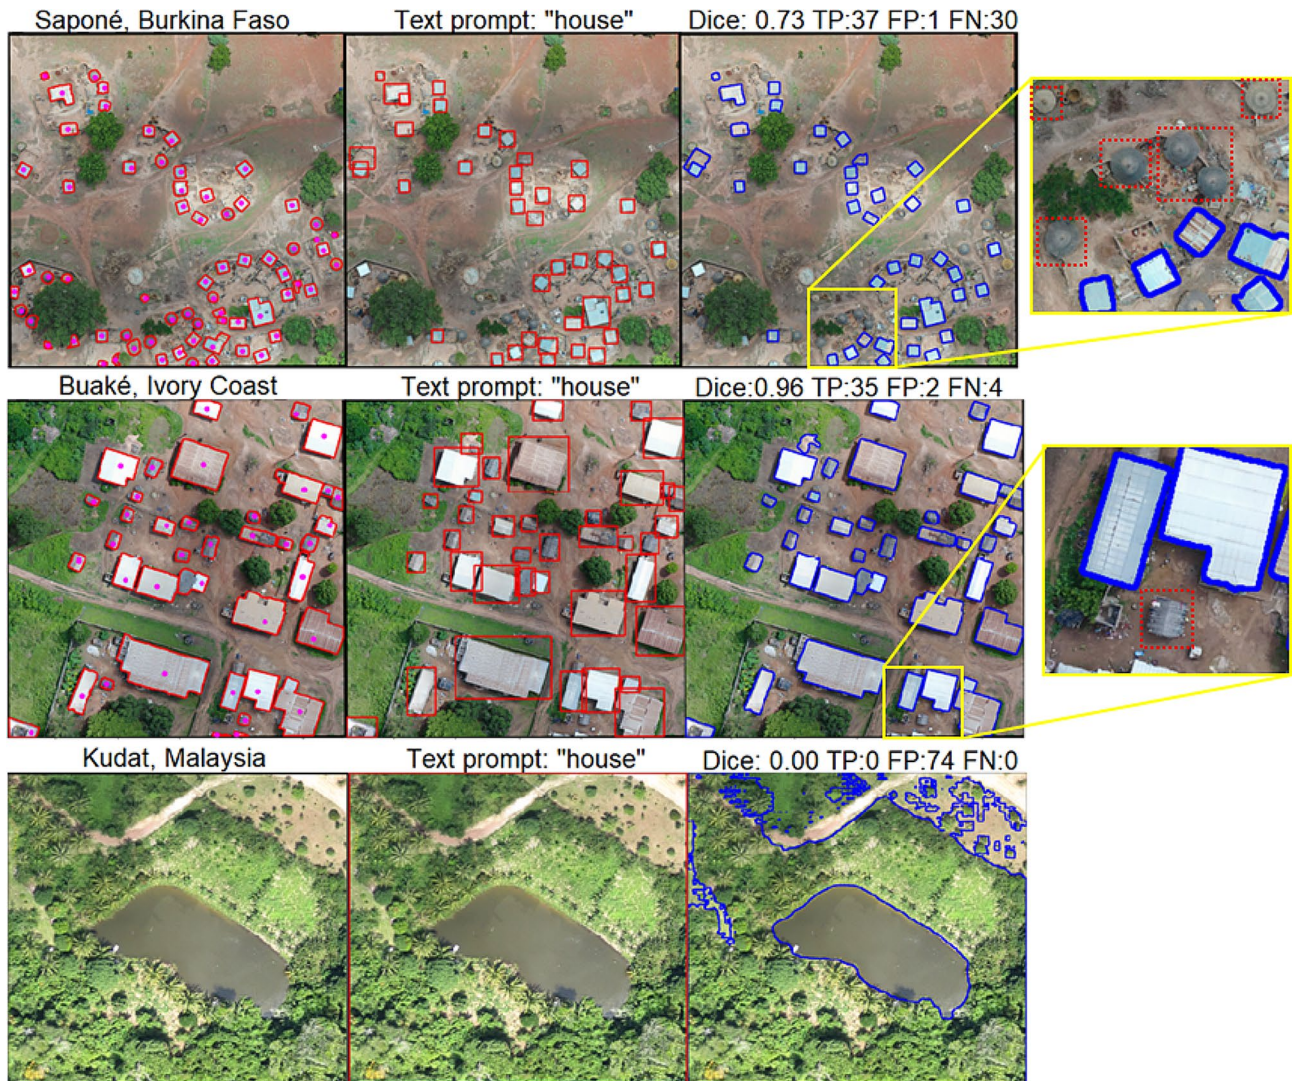 Saponé, Burkina Faso
Text prompt: "house"
Dice: 0.73 TP:37 FP:1 FN:30
Buaké, Ivory Coast
Text prompt: "house"
Dice:0.96 TP:35 FP:2 FN:4
Kudat, Malaysia
Text prompt: "house"
Dice: 0.00 TP:0 FP:74 FN:0